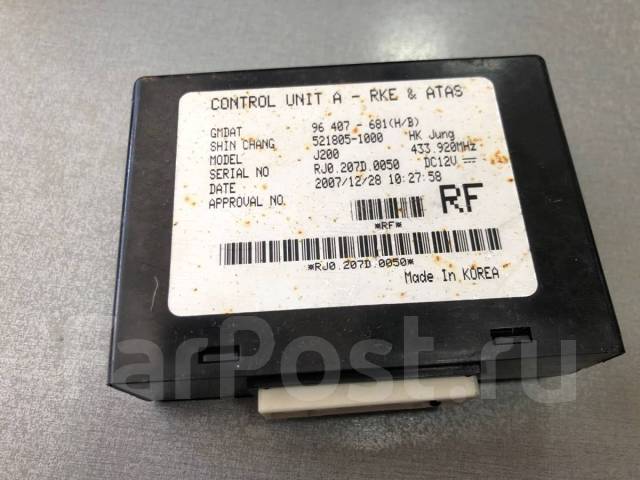 CONTROL UNIT A - RKE & ATAS
GMDAT 96 407 - 681(H/B)
SHIN CHANG 521805-1000 HK Jung
MODEL J200 433.920MHz
SERIAL NO RJ0.207D.0050 DC12V
DATE 2007/12/28 10:27:58
APPROVAL NO.
RF
*RF*
*RJ0.207D.0050*
Made In KOREA
FarPost.ru